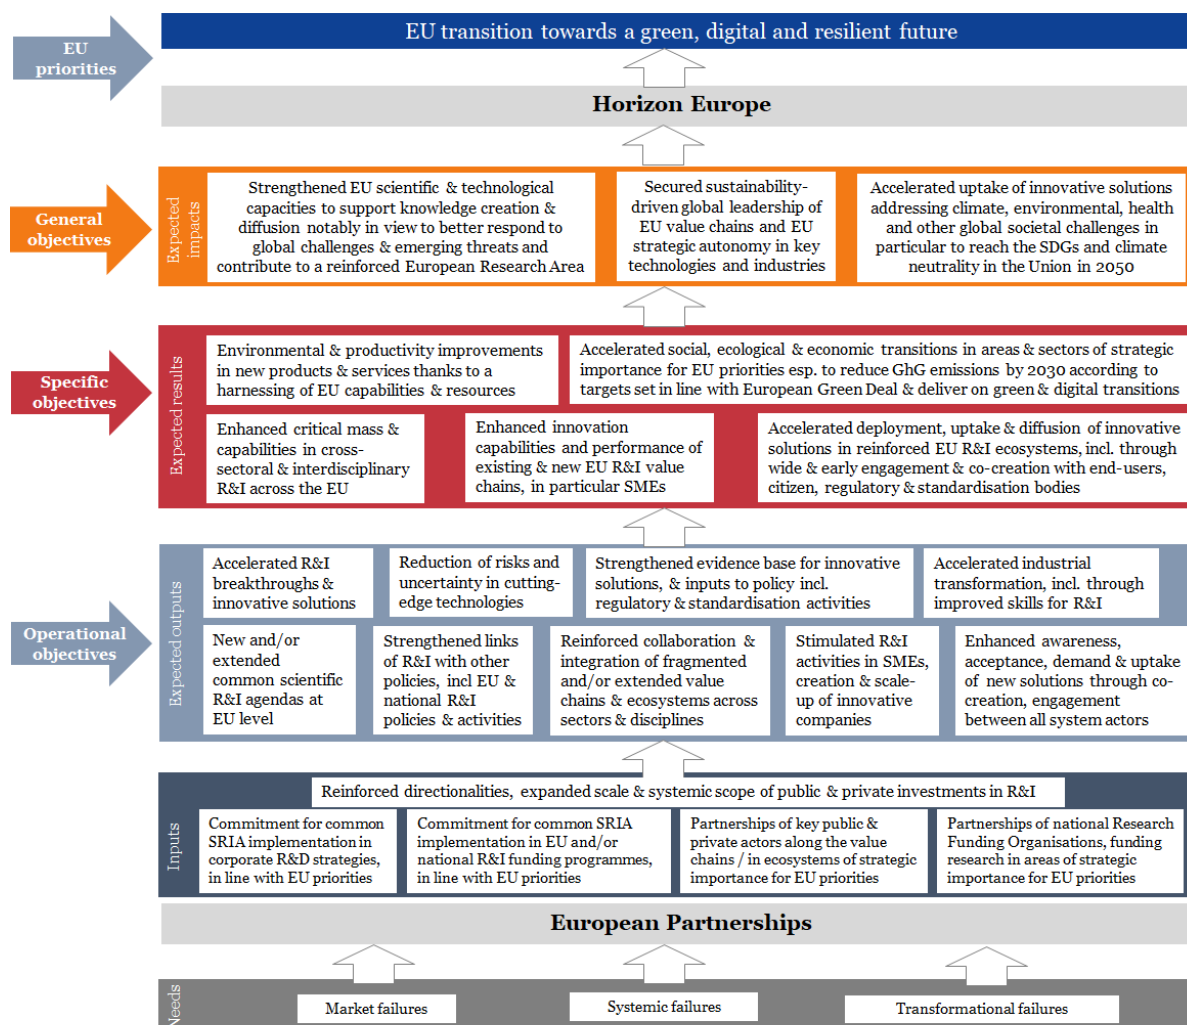 EU transition towards a green, digital and resilient future
EU
priorities
Horizon Europe
General
objectives
Expected
impacts
Strengthened EU scientific & technological
capacities to support knowledge creation &
diffusion notably in view to better respond to
global challenges & emerging threats and
contribute to a reinforced European Research Area
Secured sustainability-
driven global leadership of
EU value chains and EU
strategic autonomy in key
technologies and industries
Accelerated uptake of innovative solutions
addressing climate, environmental, health
and other global societal challenges in
particular to reach the SDGs and climate
neutrality in the Union in 2050
Specific
objectives
Expected results
Environmental & productivity improvements
in new products & services thanks to a
harnessing of EU capabilities & resources
Accelerated social, ecological & economic transitions in areas & sectors of strategic
importance for EU priorities esp. to reduce GhG emissions by 2030 according to
targets set in line with European Green Deal & deliver on green & digital transitions
Enhanced critical mass &
capabilities in cross-
sectoral & interdisciplinary
R&I across the EU
Enhanced innovation
capabilities and performance of
existing & new EU R&I value
chains, in particular SMEs
Accelerated deployment, uptake & diffusion of innovative
solutions in reinforced EU R&I ecosystems, incl. through
wide & early engagement & co-creation with end-users,
citizen, regulatory & standardisation bodies
Operational
objectives
Expected outputs
Accelerated R&I
breakthroughs &
innovative solutions
Reduction of risks and
uncertainty in cutting-
edge technologies
Strengthened evidence base for innovative
solutions, & inputs to policy incl.
regulatory & standardisation activities
Accelerated industrial
transformation, incl. through
improved skills for R&I
New and/or
extended
common scientific
R&I agendas at
EU level
Strengthened links
of R&I with other
policies, incl EU &
national R&I
policies & activities
Reinforced collaboration &
integration of fragmented
and/or extended value
chains & ecosystems across
sectors & disciplines
Stimulated R&I
activities in SMEs,
creation & scale-
up of innovative
companies
Enhanced awareness,
acceptance, demand & uptake
of new solutions through co-
creation, engagement
between all system actors
Inputs
Reinforced directionalities, expanded scale & systemic scope of public & private investments in R&I
Commitment for common
SRIA implementation in
corporate R&D strategies,
in line with EU priorities
Commitment for common SRIA
implementation in EU and/or
national R&I funding programmes,
in line with EU priorities
Partnerships of key public &
private actors along the value
chains / in ecosystems of strategic
importance for EU priorities
Partnerships of national Research
Funding Organisations, funding
research in areas of strategic
importance for EU priorities
European Partnerships
Needs
Market failures
Systemic failures
Transformational failures